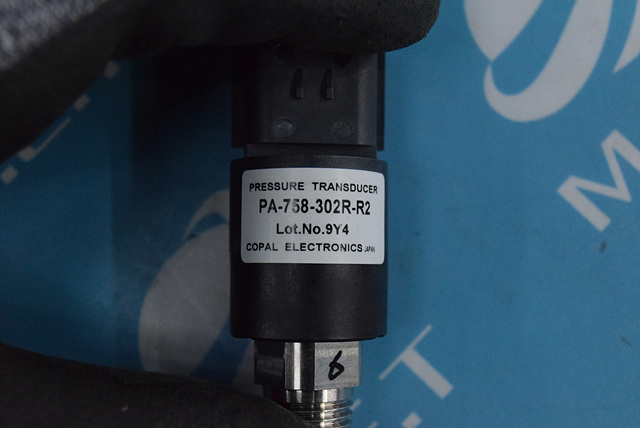 PRESSURE TRANSDUCER
PA-758-302R-R2
Lot.No.9Y4
COPAL ELECTRONICS JAPAN
6